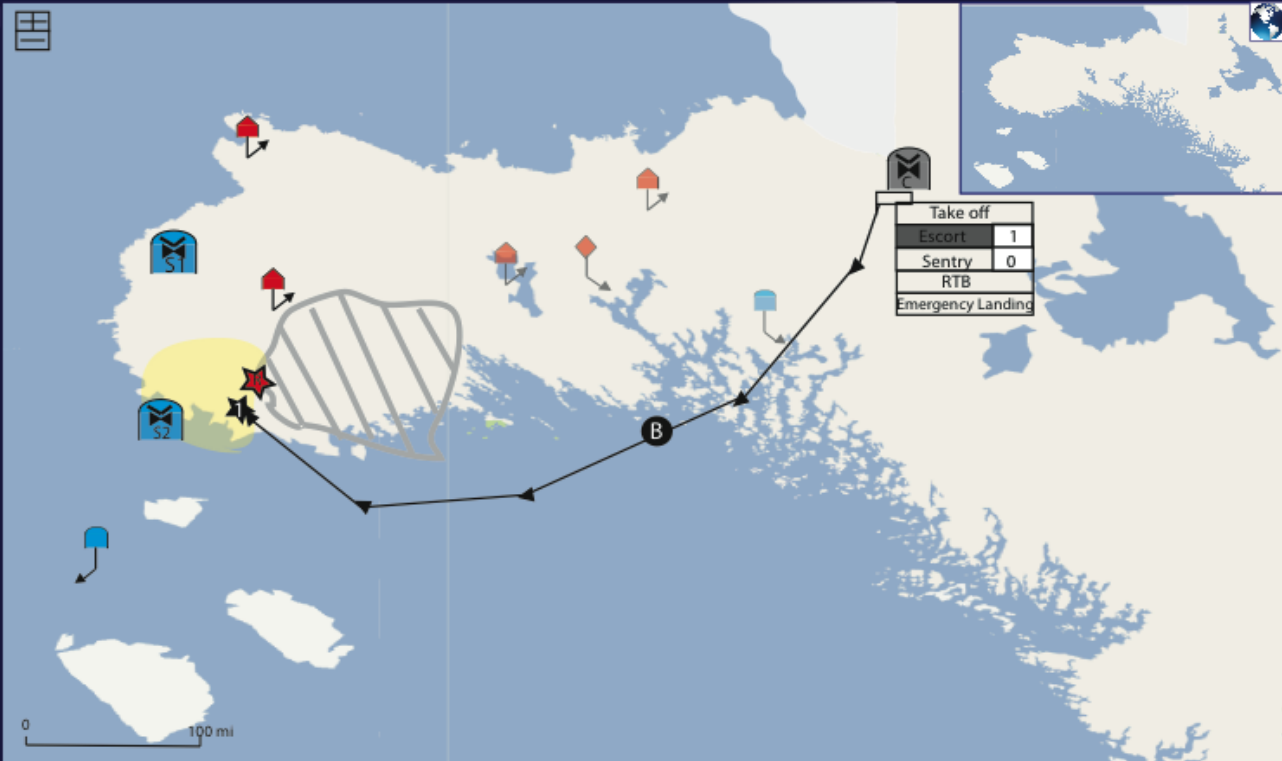 C
Take off
S1
Escort 1
Sentry 0
RTB
Emergency Landing
1
S2
B
0
100 mi